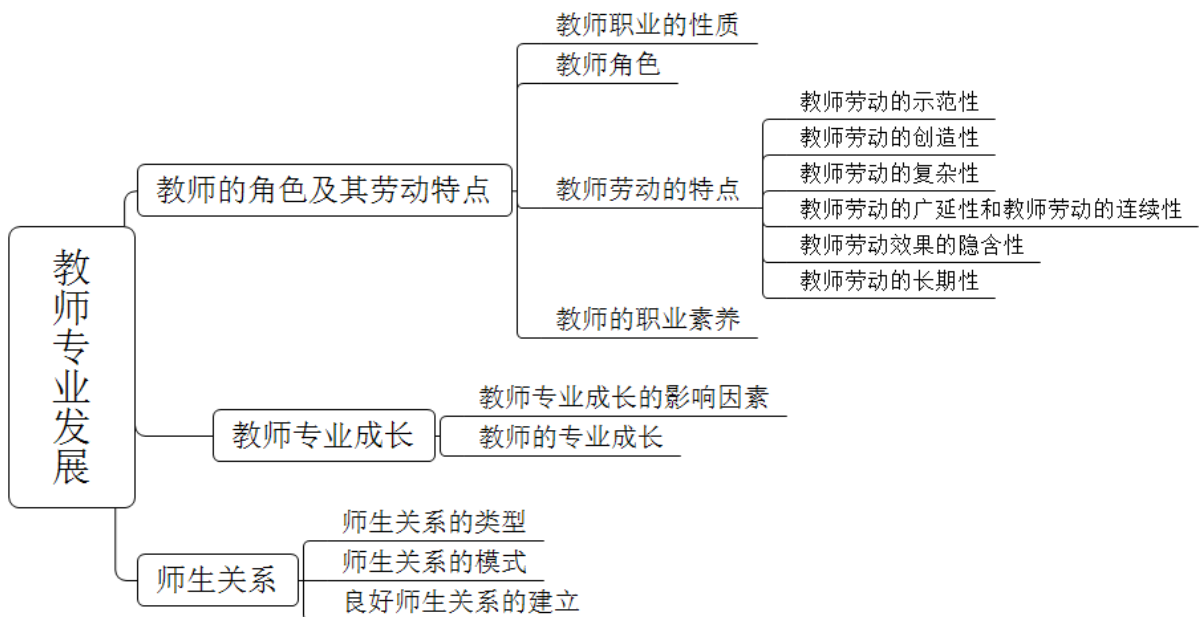 教师专业发展
教师的角色及其劳动特点
教师职业的性质
教师角色
教师劳动的特点
教师劳动的示范性
教师劳动的创造性
教师劳动的复杂性
教师劳动的广延性和教师劳动的连续性
教师劳动效果的隐含性
教师劳动的长期性
教师的职业素养
教师专业成长
教师专业成长的影响因素
教师的专业成长
师生关系
师生关系的类型
师生关系的模式
良好师生关系的建立